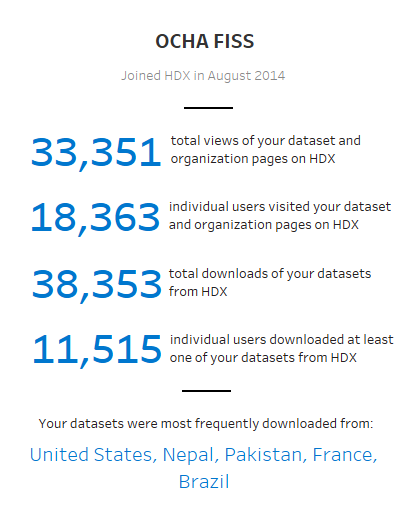 OCHA FISS
Joined HDX in August 2014
33,351 total views of your dataset and
organization pages on HDX
18,363 individual users visited your dataset
and organization pages on HDX
38,353 total downloads of your datasets
from HDX
11,515 individual users downloaded at least
one of your datasets from HDX
Your datasets were most frequently downloaded from:
United States, Nepal, Pakistan, France,
Brazil